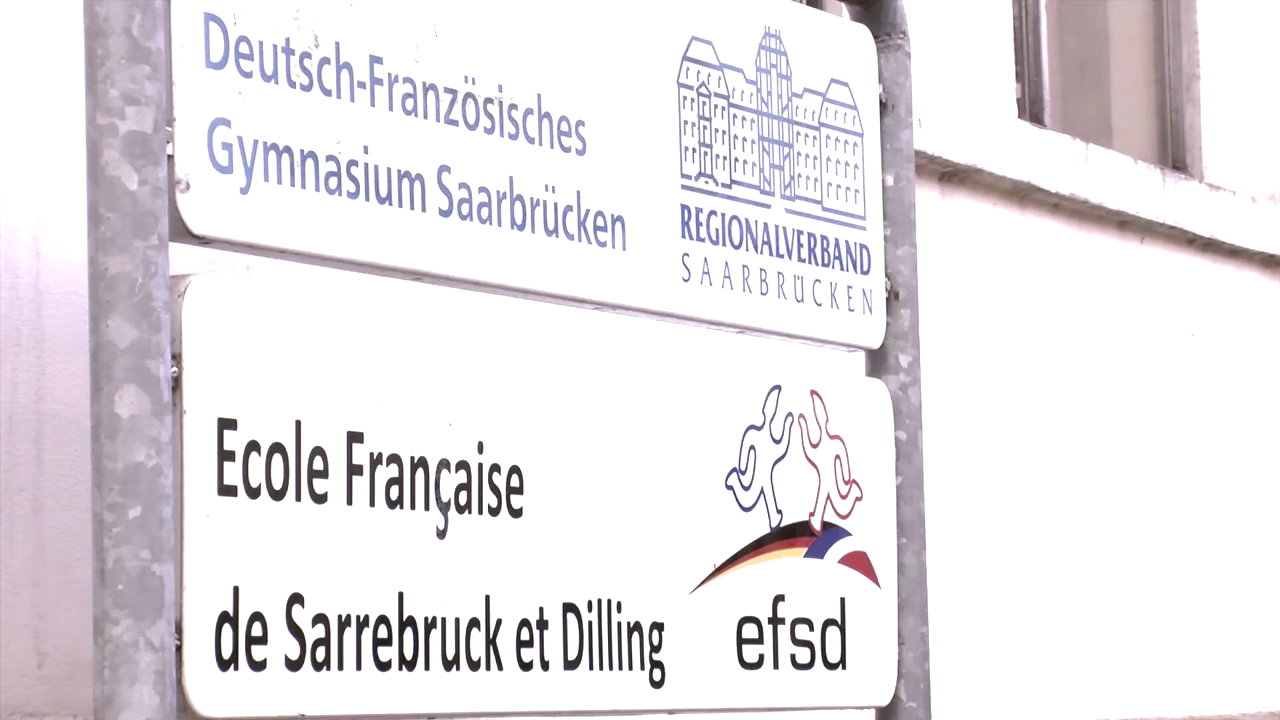 Deutsch-Französisches
Gymnasium Saarbrücken
REGIONALVERBAND
SAARBRÜCKEN
Ecole Française
de Sarrebruck et Dilling
efsd